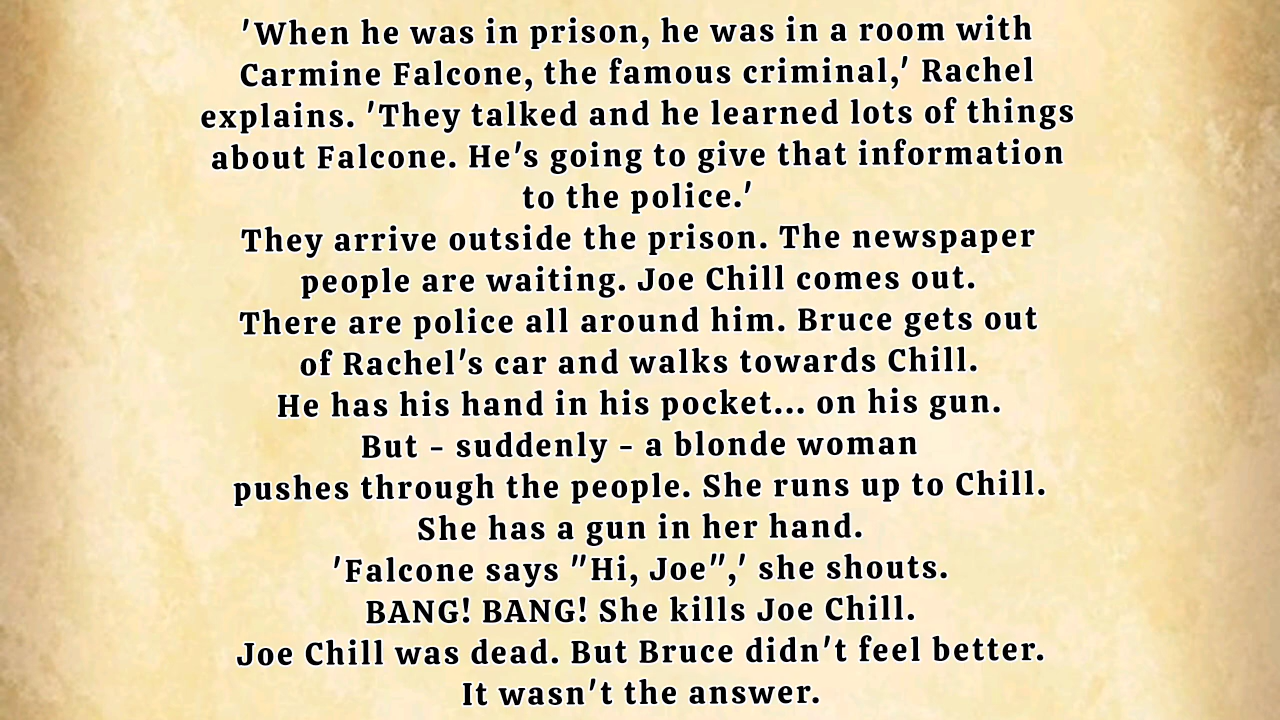 'When he was in prison, he was in a room with
Carmine Falcone, the famous criminal,' Rachel
explains. 'They talked and he learned lots of things
about Falcone. He's going to give that information
to the police.'
They arrive outside the prison. The newspaper
people are waiting. Joe Chill comes out.
There are police all around him. Bruce gets out
of Rachel's car and walks towards Chill.
He has his hand in his pocket... on his gun.
But - suddenly - a blonde woman
pushes through the people. She runs up to Chill.
She has a gun in her hand.
'Falcone says "Hi, Joe",' she shouts.
BANG! BANG! She kills Joe Chill.
Joe Chill was dead. But Bruce didn't feel better.
It wasn't the answer.